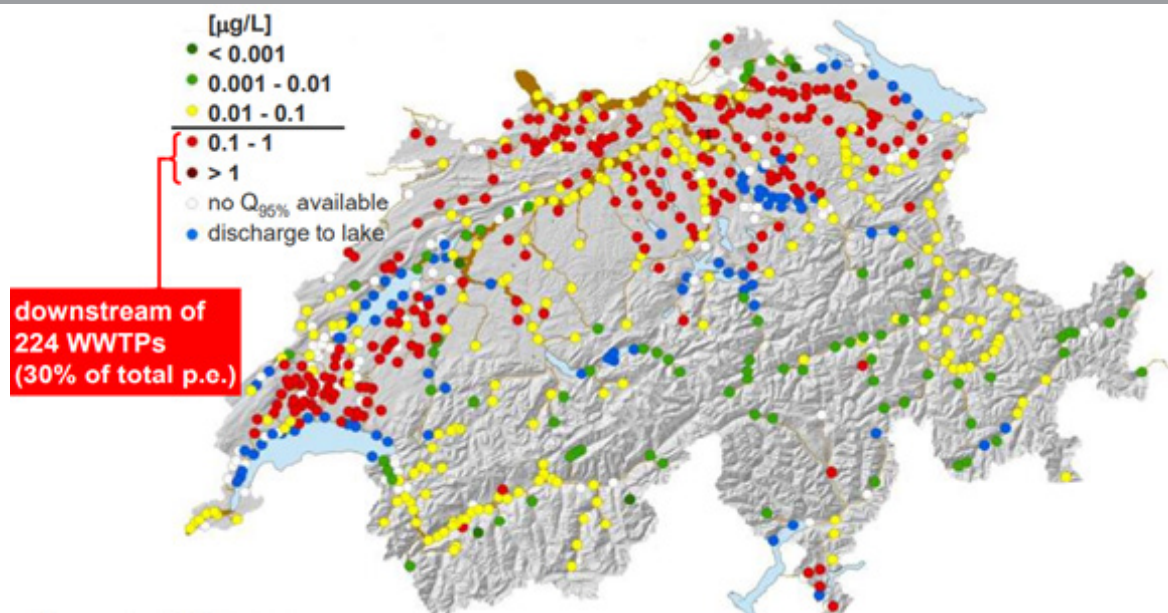 [μg/L]
< 0.001
0.001 - 0.01
0.01 - 0.1
0.1 - 1
> 1
no Q95% available
discharge to lake
downstream of
224 WWTPs
(30% of total p.e.)